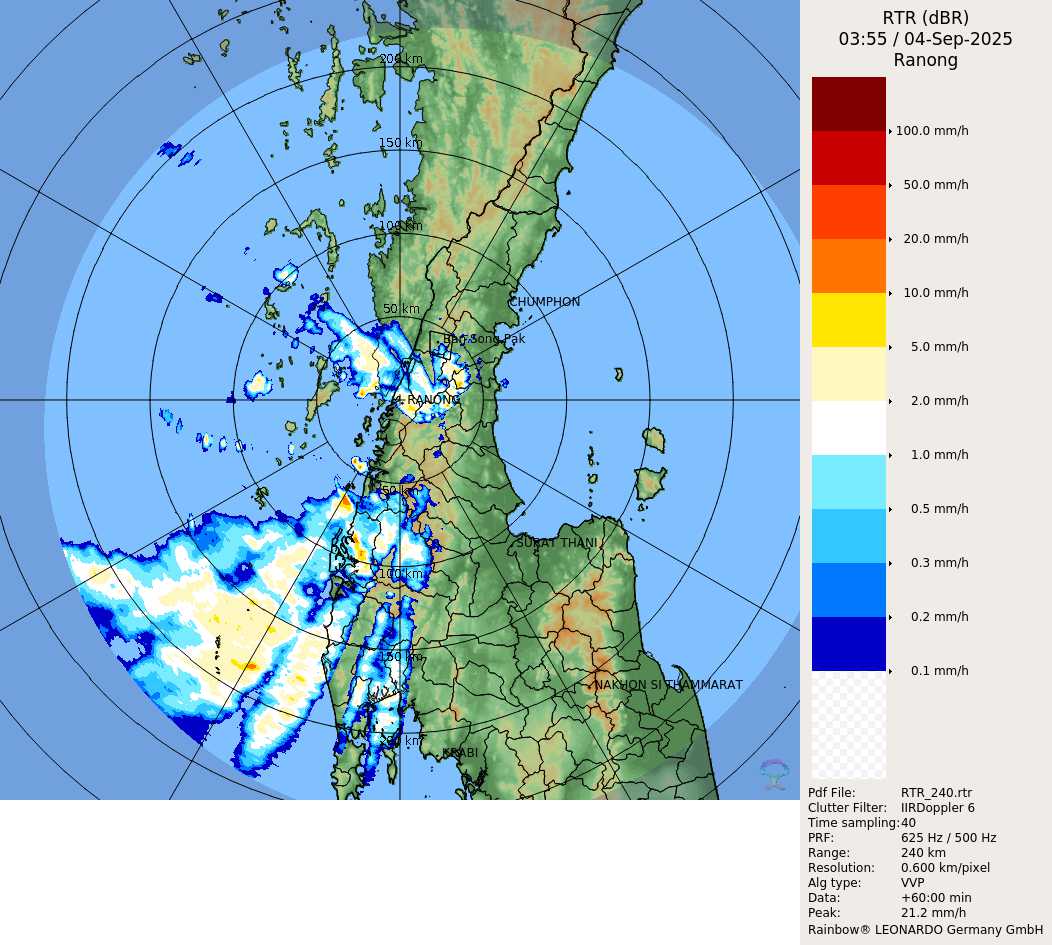 RTR (dBR)
03:55 / 04-Sep-2025
Ranong
100.0 mm/h
50.0 mm/h
20.0 mm/h
10.0 mm/h
5.0 mm/h
2.0 mm/h
1.0 mm/h
0.5 mm/h
0.3 mm/h
0.2 mm/h
0.1 mm/h
200 km
150 km
100 km
CHUMPHON
50 km
Ban Song Pak
RANONG
50 km
SURAT THANI
100 km
150 km
NAKHON SI THAMMARAT
200 km
KRABI
Pdf File: RTR_240.rtr
Clutter Filter: IIRDoppler 6
Time sampling: 40
PRF: 625 Hz / 500 Hz
Range: 240 km
Resolution: 0.600 km/pixel
Alg type: VVP
Data: +60:00 min
Peak: 21.2 mm/h
Rainbow® LEONARDO Germany GmbH